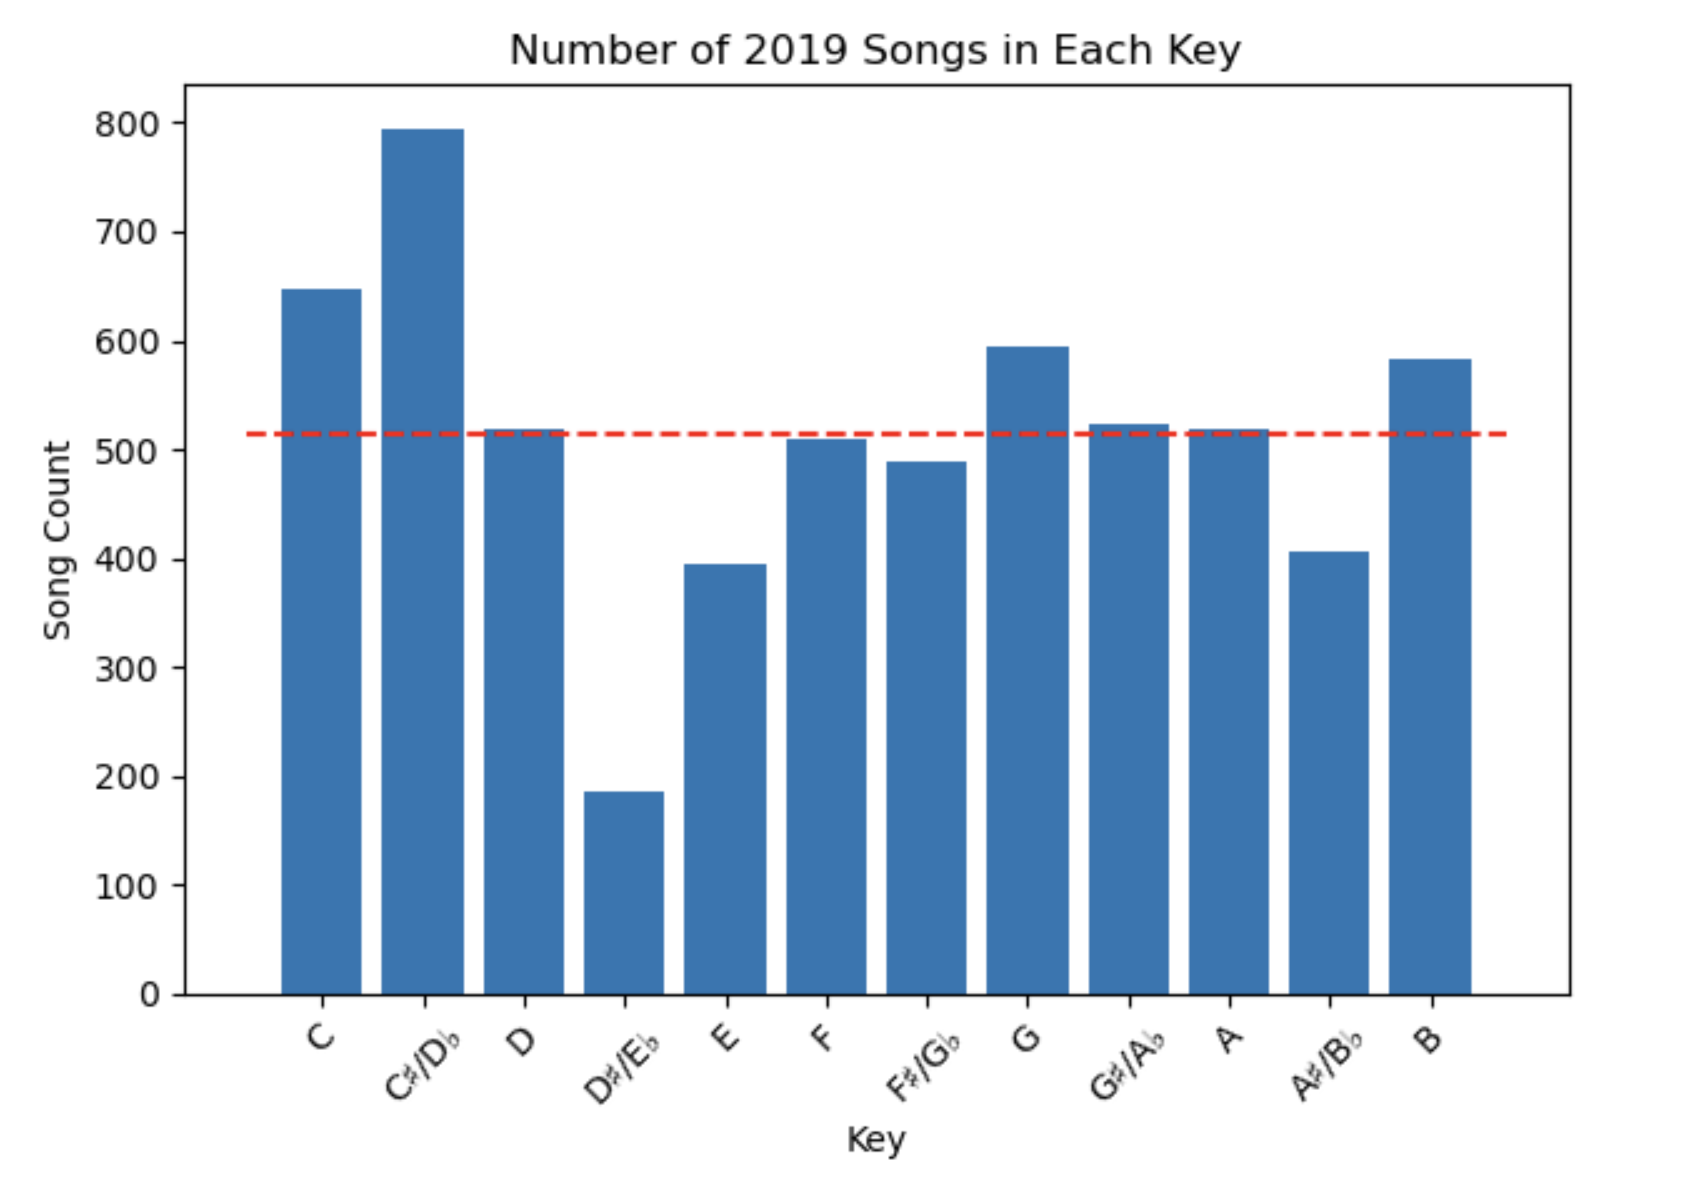 Number of 2019 Songs in Each Key
800
700
600
500
400
300
200
100
0
Song Count
C
C♯/D♭
D
D♯/E♭
E
F
F♯/G♭
G
G♯/A♭
A
A♯/B♭
B
Key